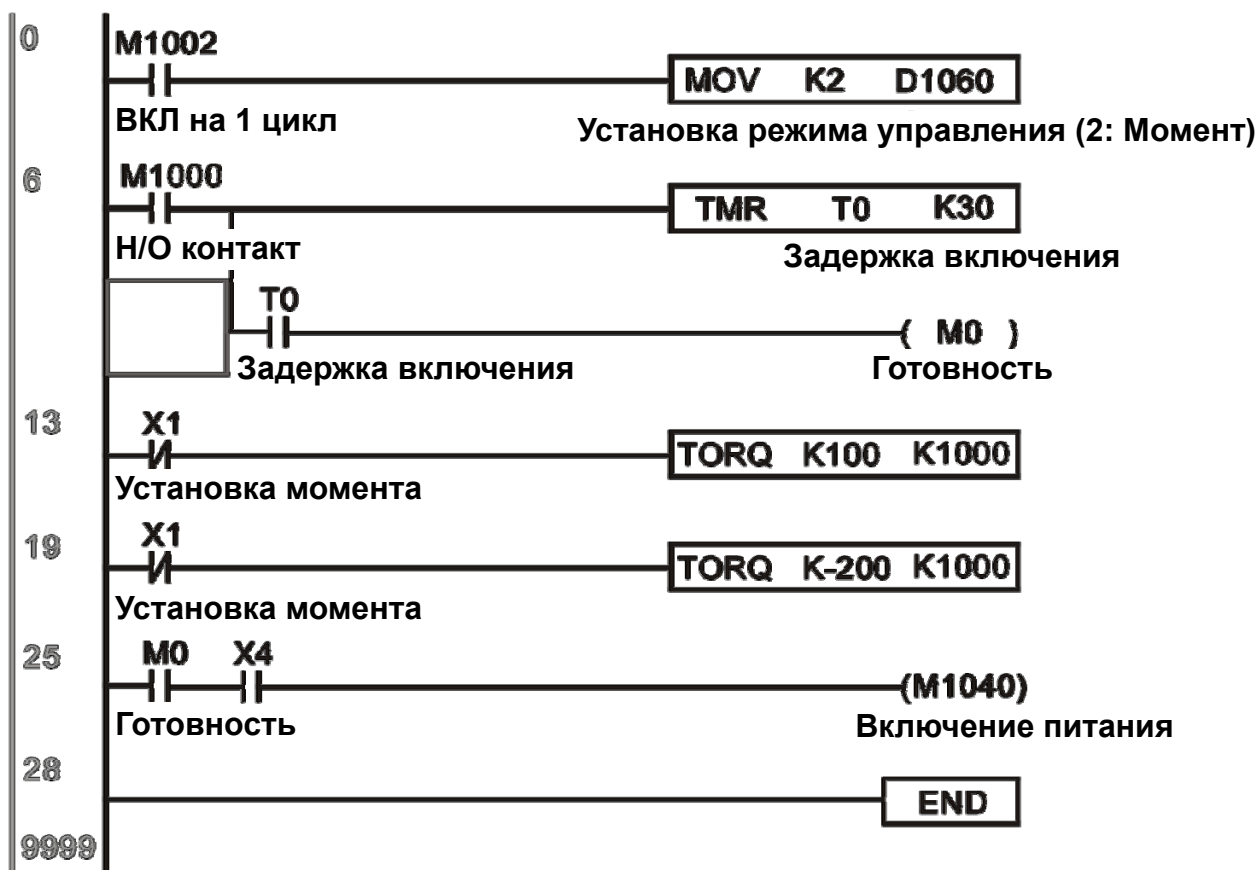 0
M1002
MOV K2 D1060
ВКЛ на 1 цикл
Установка режима управления (2: Момент)
6
M1000
TMR T0 K30
Н/О контакт
Задержка включения
T0
( M0 )
Задержка включения
Готовность
13
X1
TORQ K100 K1000
Установка момента
19
X1
TORQ K-200 K1000
Установка момента
25
M0 X4
(M1040)
Готовность
Включение питания
28
END
9999